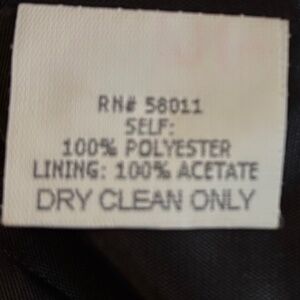 RN# 58011
SELF:
100% POLYESTER
LINING: 100% ACETATE
DRY CLEAN ONLY